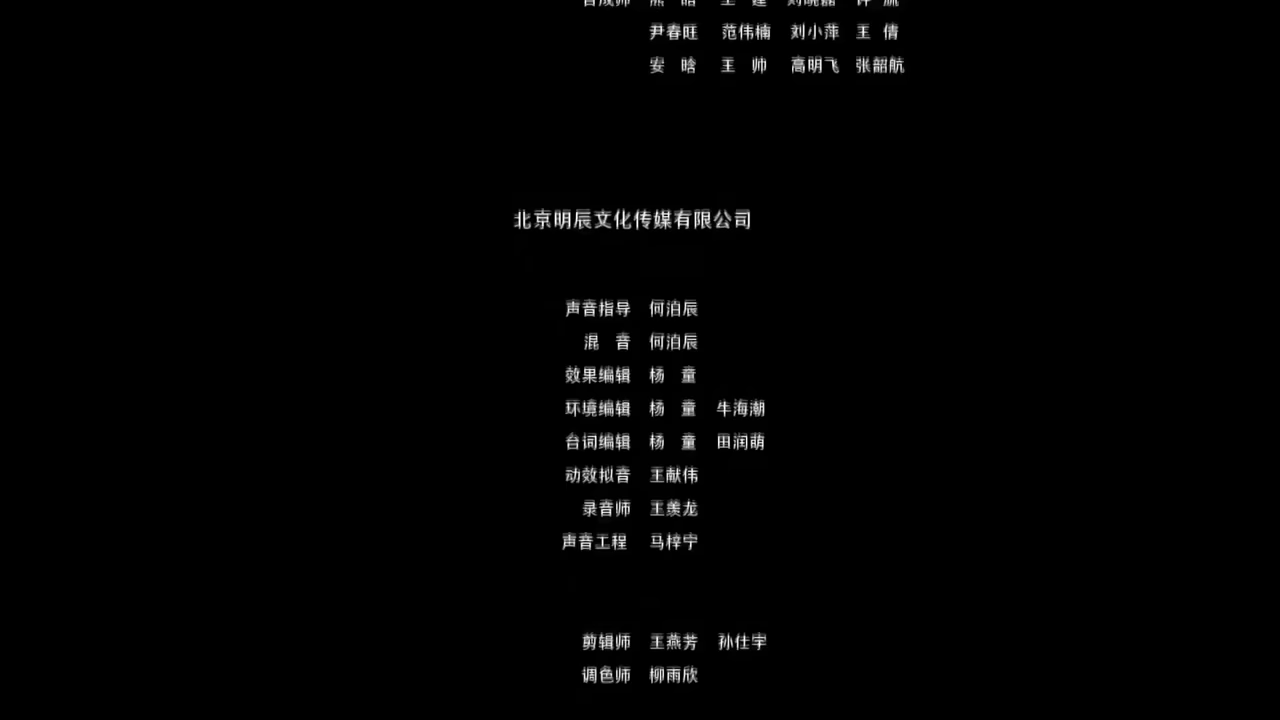 尹春旺 范伟楠 刘小萍 王 倩
安 晗 王 帅 高明飞 张韶航
北京明辰文化传媒有限公司
声音指导 何泊辰
混 音 何泊辰
效果编辑 杨 童
环境编辑 杨 童 牛海潮
台词编辑 杨 童 田润萌
动效拟音 王献伟
录音师 王羡龙
声音工程 马梓宁
剪辑师 王燕芳 孙仕宇
调色师 柳雨欣